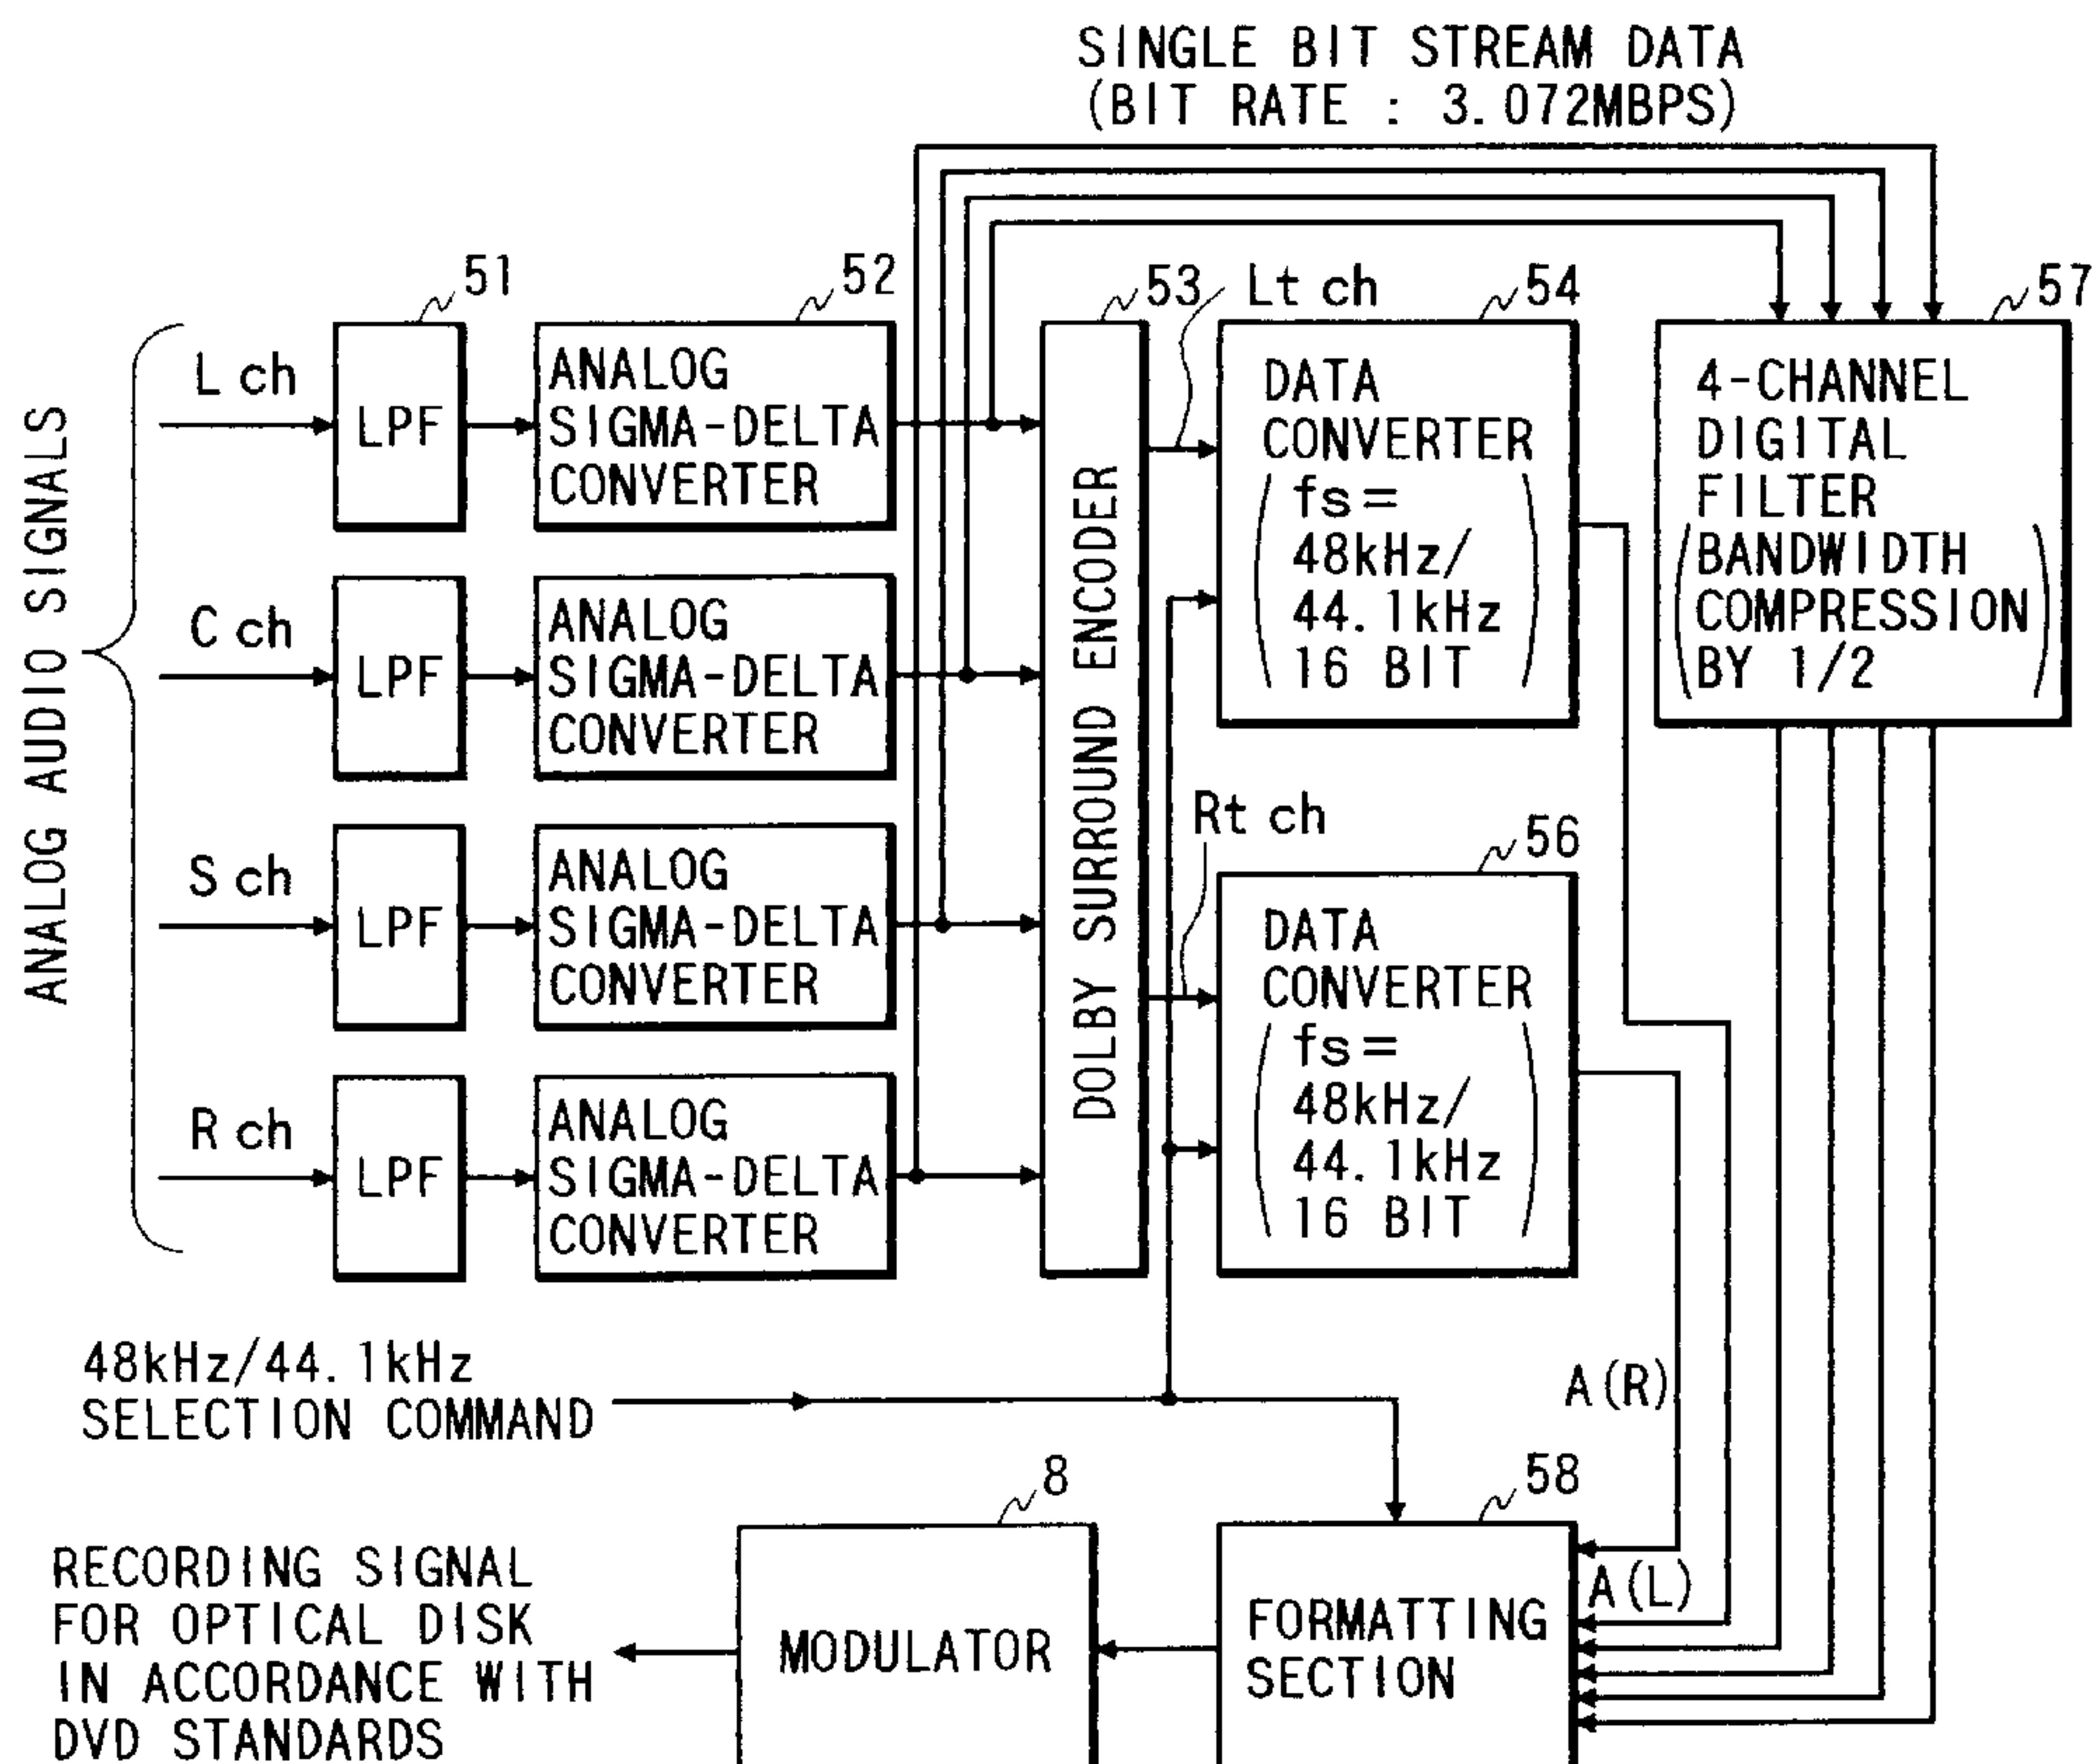 SINGLE BIT STREAM DATA
(BIT RATE : 3.072MBPS)
51
52
53
Lt ch
54
57
ANALOG AUDIO SIGNALS
L ch
LPF
ANALOG
SIGMA-DELTA
CONVERTER
C ch
LPF
ANALOG
SIGMA-DELTA
CONVERTER
S ch
LPF
ANALOG
SIGMA-DELTA
CONVERTER
R ch
LPF
ANALOG
SIGMA-DELTA
CONVERTER
DOLBY SURROUND ENCODER
DATA
CONVERTER
(fs=
48kHz/
44.1kHz
16 BIT)
4-CHANNEL
DIGITAL
FILTER
(BANDWIDTH
COMPRESSION
BY 1/2)
Rt ch
56
DATA
CONVERTER
(fs=
48kHz/
44.1kHz
16 BIT)
48kHz/44.1kHz
SELECTION COMMAND
A(R)
8
58
A(L)
FORMATTING
SECTION
MODULATOR
RECORDING SIGNAL
FOR OPTICAL DISK
IN ACCORDANCE WITH
DVD STANDARDS